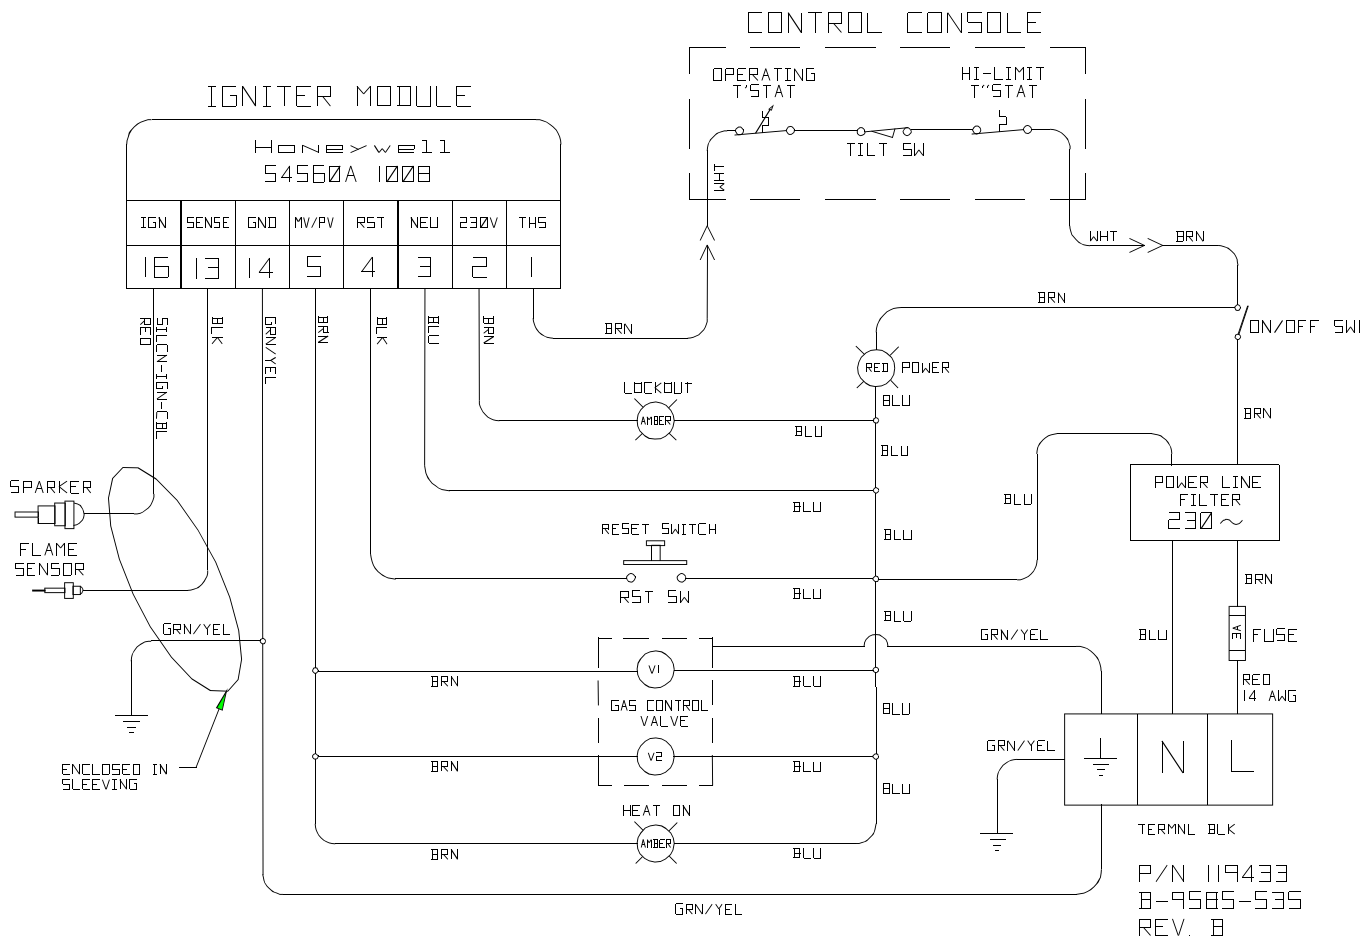 CONTROL CONSOLE
OPERATING
T'STAT
HI-LIMIT
T''STAT
TILT SW
WHT
WHT
BRN
IGNITER MODULE
Honeywell
S4560A 1008
IGN SENSE GND MV/PV RST NEU 230V THS
16 13 14 5 4 3 2 1
RED
SILCN-IGN-CBL
BLK
GRN/YEL
BRN
BLK
BLU
BRN
BRN
BRN
RED
POWER
BLU
ON/OFF SWI
LOCKOUT
AMBER
BLU
BLU
BRN
BLU
BLU
POWER LINE
FILTER
230 ~
SPARKER
FLAME
SENSOR
RESET SWITCH
RST SW
BLU
BLU
BLU
BRN
AE
FUSE
BLU
RED
14 AWG
GRN/YEL
GRN/YEL
V1
BRN
BLU
GAS CONTROL
VALVE
BLU
V2
BRN
BLU
BLU
HEAT ON
AMBER
BRN
BLU
GRN/YEL
N L
TERMNL BLK
ENCLOSED IN
SLEEVING
GRN/YEL
P/N 119433
B-9585-535
REV. B